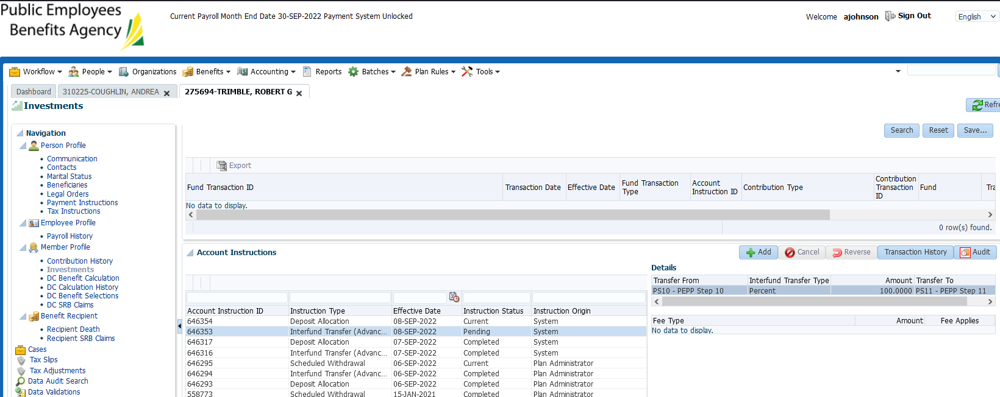 Public Employees
Benefits Agency
Current Payroll Month End Date 30-SEP-2022 Payment System Unlocked
Welcome ajohnson Sign Out English
Workflow People Organizations Benefits Accounting Reports Batches Plan Rules Tools
Dashboard 310225-COUGHLIN, ANDREA 275694-TRIMBLE, ROBERT G
Investments
Refre
Navigation
Person Profile
Communication
Contacts
Marital Status
Beneficiaries
Legal Orders
Payment Instructions
Tax Instructions
Employee Profile
Payroll History
Member Profile
Contribution History
Investments
DC Benefit Calculation
DC Calculation History
DC Benefit Selections
DC SRB Claims
Benefit Recipient
Recipient Death
Recipient SRB Claims
Cases
Tax Slips
Tax Adjustments
Data Audit Search
Data Validations
Search Reset Save...
Export
Fund Transaction ID Transaction Date Effective Date Fund Transaction Type Account Instruction ID Contribution Type Contribution Transaction ID Fund Tra
No data to display.
0 row(s) found.
Account Instructions
Add Cancel Reverse Transaction History Audit
Account Instruction ID Instruction Type Effective Date Instruction Status Instruction Origin
646354 Deposit Allocation 08-SEP-2022 Current System
646353 Interfund Transfer (Advanc... 08-SEP-2022 Pending System
646317 Deposit Allocation 07-SEP-2022 Completed System
646316 Interfund Transfer (Advanc... 07-SEP-2022 Completed System
646295 Scheduled Withdrawal 06-SEP-2022 Current Plan Administrator
646294 Interfund Transfer (Advanc... 06-SEP-2022 Completed Plan Administrator
646293 Deposit Allocation 06-SEP-2022 Completed Plan Administrator
558773 Scheduled Withdrawal 15-JAN-2021 Completed Plan Administrator
Details
Transfer From Interfund Transfer Type Amount Transfer To
PS10 - PEPP Step 10 Percent 100.0000 PS11 - PEPP Step 11
Fee Type Amount Fee Applies
No data to display.